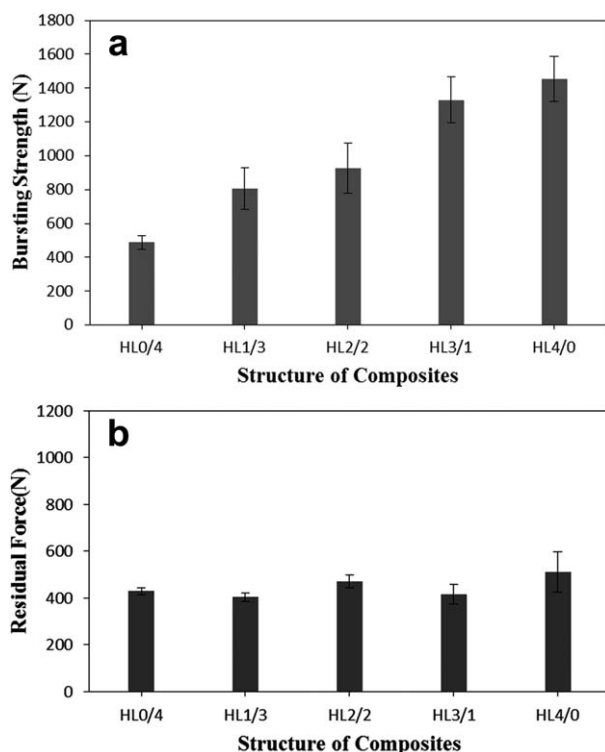 a
1800
1600
1400
1200
1000
800
600
400
200
0
Bursting Strength (N)
HL0/4 HL1/3 HL2/2 HL3/1 HL4/0
Structure of Composites
b
1200
1000
800
600
400
200
0
Residual Force(N)
HL0/4 HL1/3 HL2/2 HL3/1 HL4/0
Structure of Composites